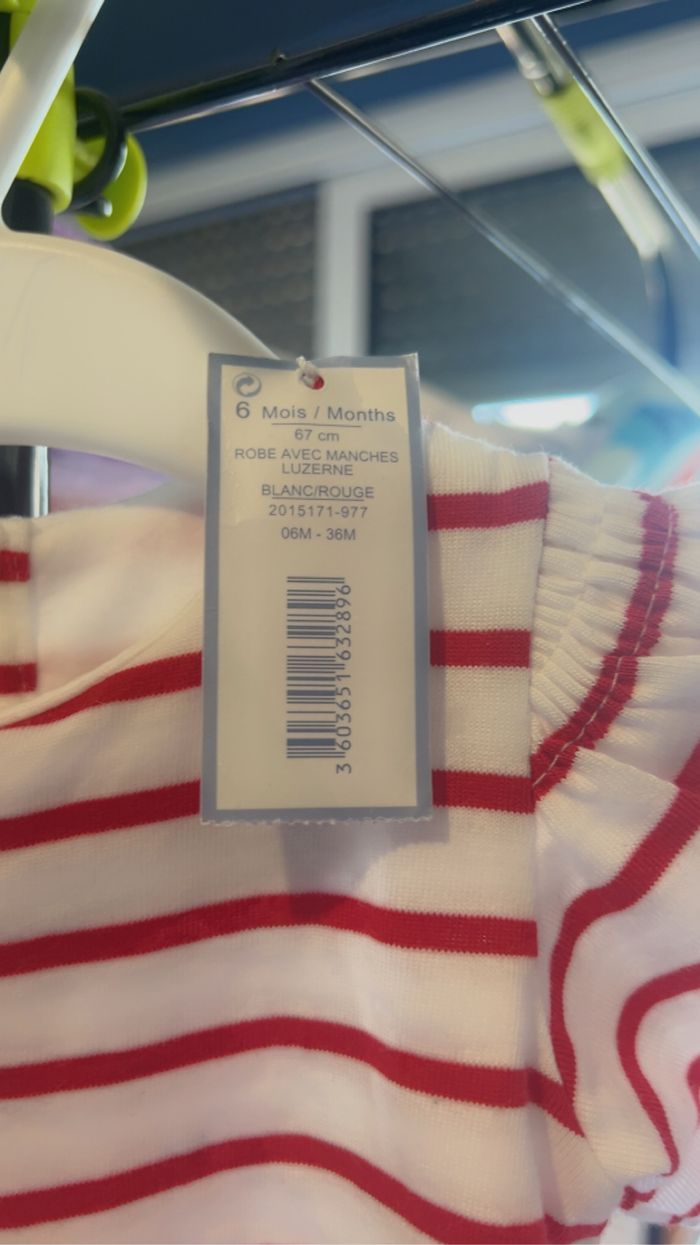 6 Mois / Months
67 cm
ROBE AVEC MANCHES
LUZERNE
BLANC/ROUGE
2015171-977
06M - 36M
3 603651 632896